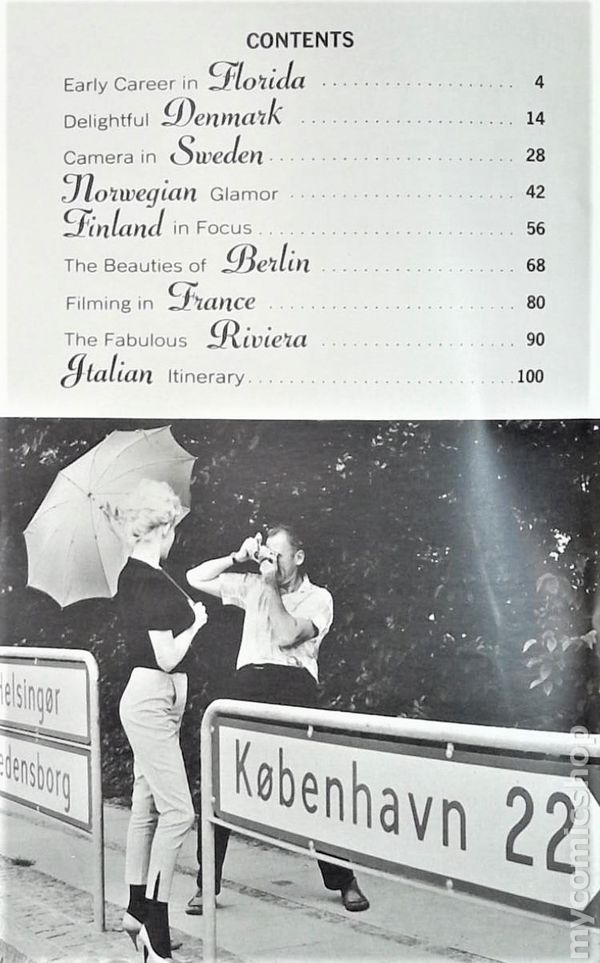 CONTENTS
Early Career in Florida .................... 4
Delightful Denmark .................... 14
Camera in Sweden .................... 28
Norwegian Glamor .................... 42
Finland in Focus .................... 56
The Beauties of Berlin .................... 68
Filming in France .................... 80
The Fabulous Riviera .................... 90
Italian Itinerary .................... 100
Helsingør
edensborg
København 22
mycomicshop